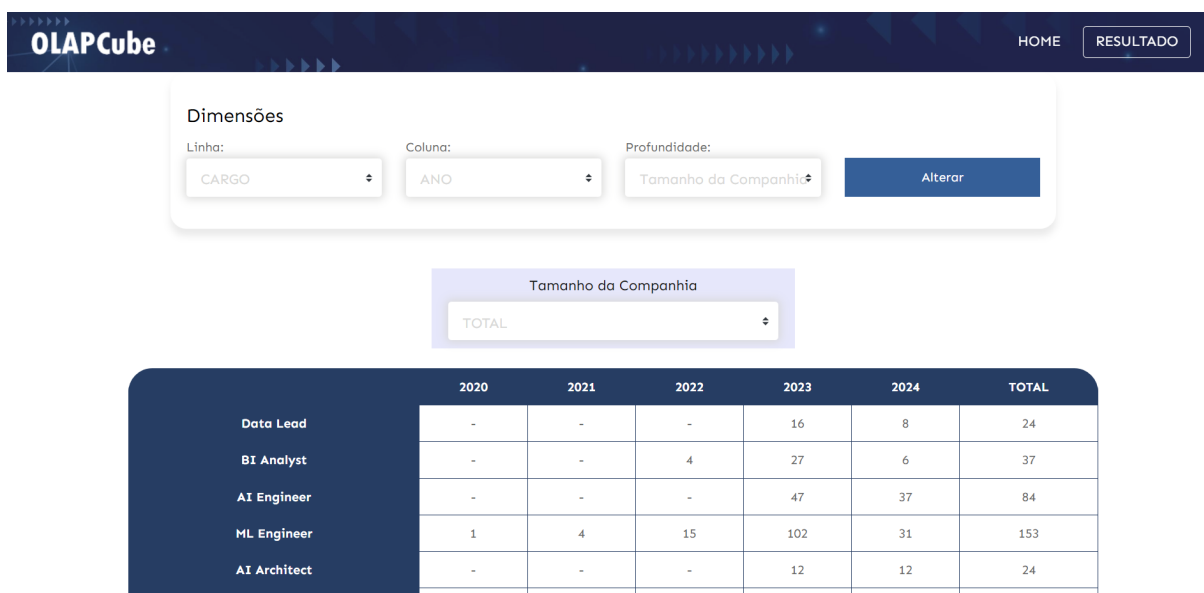 OLAPCube HOME RESULTADO
Dimensões
Linha: Coluna: Profundidade:
CARGO ANO Tamanho da Companhia Alterar
Tamanho da Companhia
TOTAL
2020 2021 2022 2023 2024 TOTAL
Data Lead - - - 16 8 24
BI Analyst - - 4 27 6 37
AI Engineer - - - 47 37 84
ML Engineer 1 4 15 102 31 153
AI Architect - - - 12 12 24